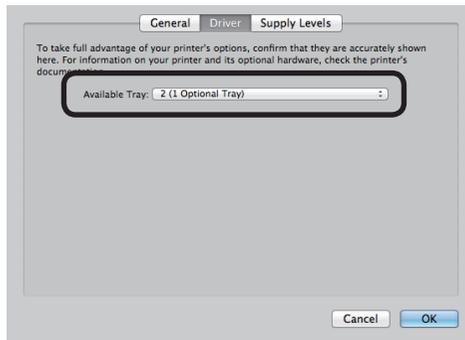 General Driver Supply Levels
To take full advantage of your printer's options, confirm that they are accurately shown
here. For information on your printer and its optional hardware, check the printer's
documentation.
Available Tray: 2 (1 Optional Tray)
Cancel OK